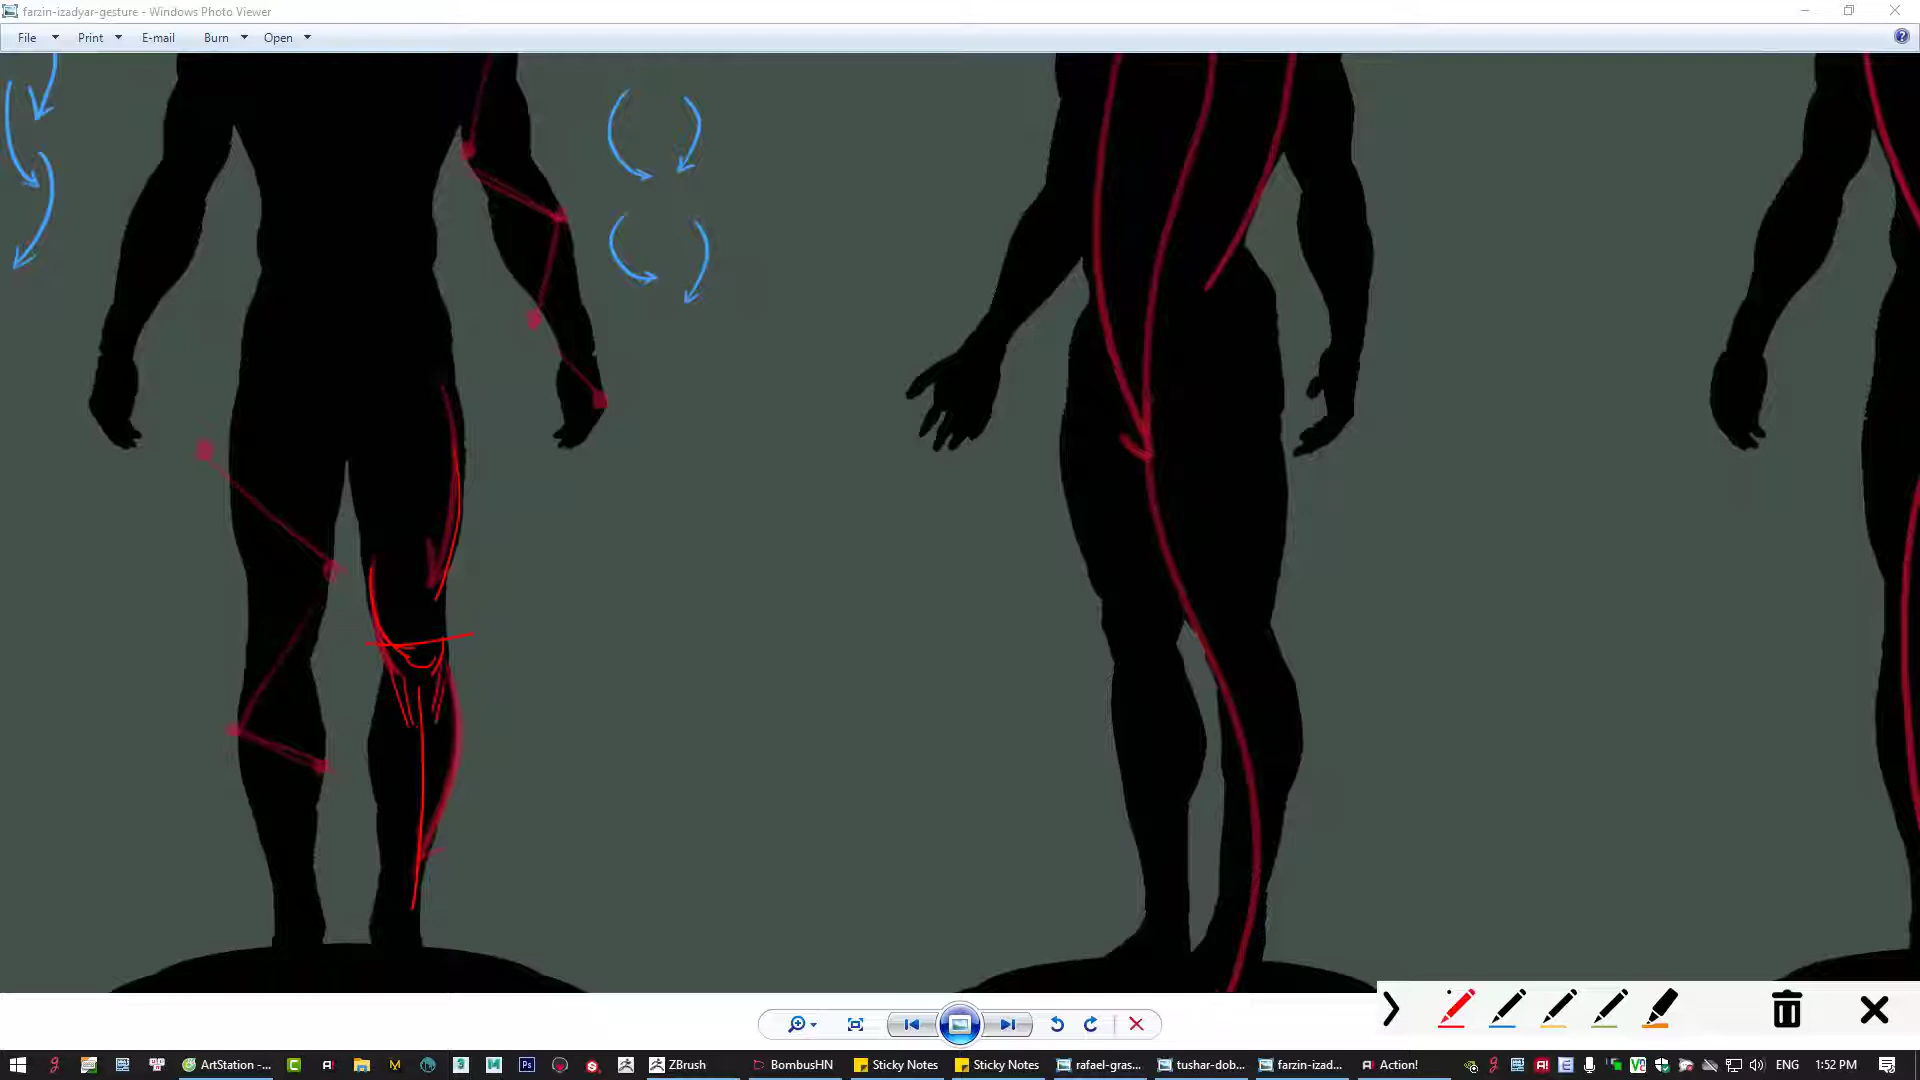 farzin-izadyar-gesture - Windows Photo Viewer
File Print E-mail Burn Open
ArtStation -... ZBrush BombusHN Sticky Notes Sticky Notes rafael-gras... tushar-dob... farzin-izad... Action! ENG 1:52 PM